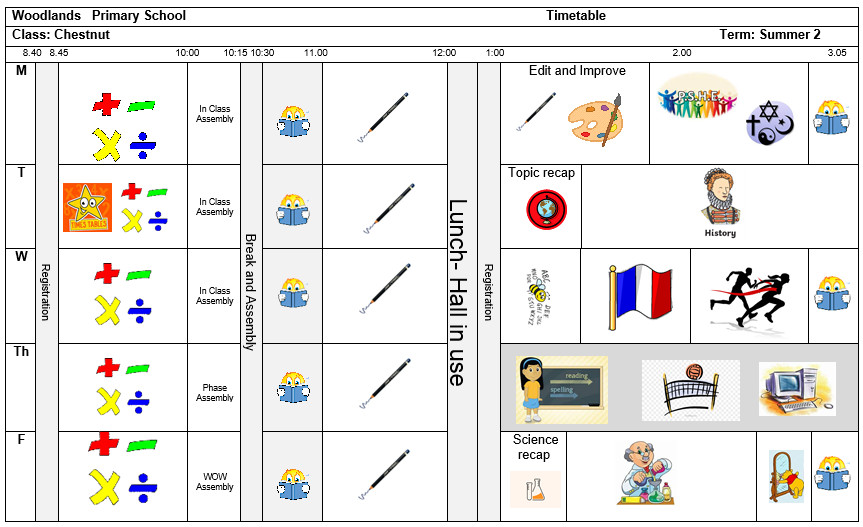 Woodlands Primary School Timetable
Class: Chestnut Term: Summer 2
8.40 8.45 10:00 10:15 10:30 11.00 12:00 1:00 2.00 3.05
M
In Class
Assembly
Edit and Improve
P.S.H.E.
T
TIMES TABLES
In Class
Assembly
Topic recap
History
W
Registration
In Class
Assembly
Break and Assembly
Lunch- Hall in use
Registration
ABC
Th
Phase
Assembly
reading
spelling
F
WOW
Assembly
Science
recap